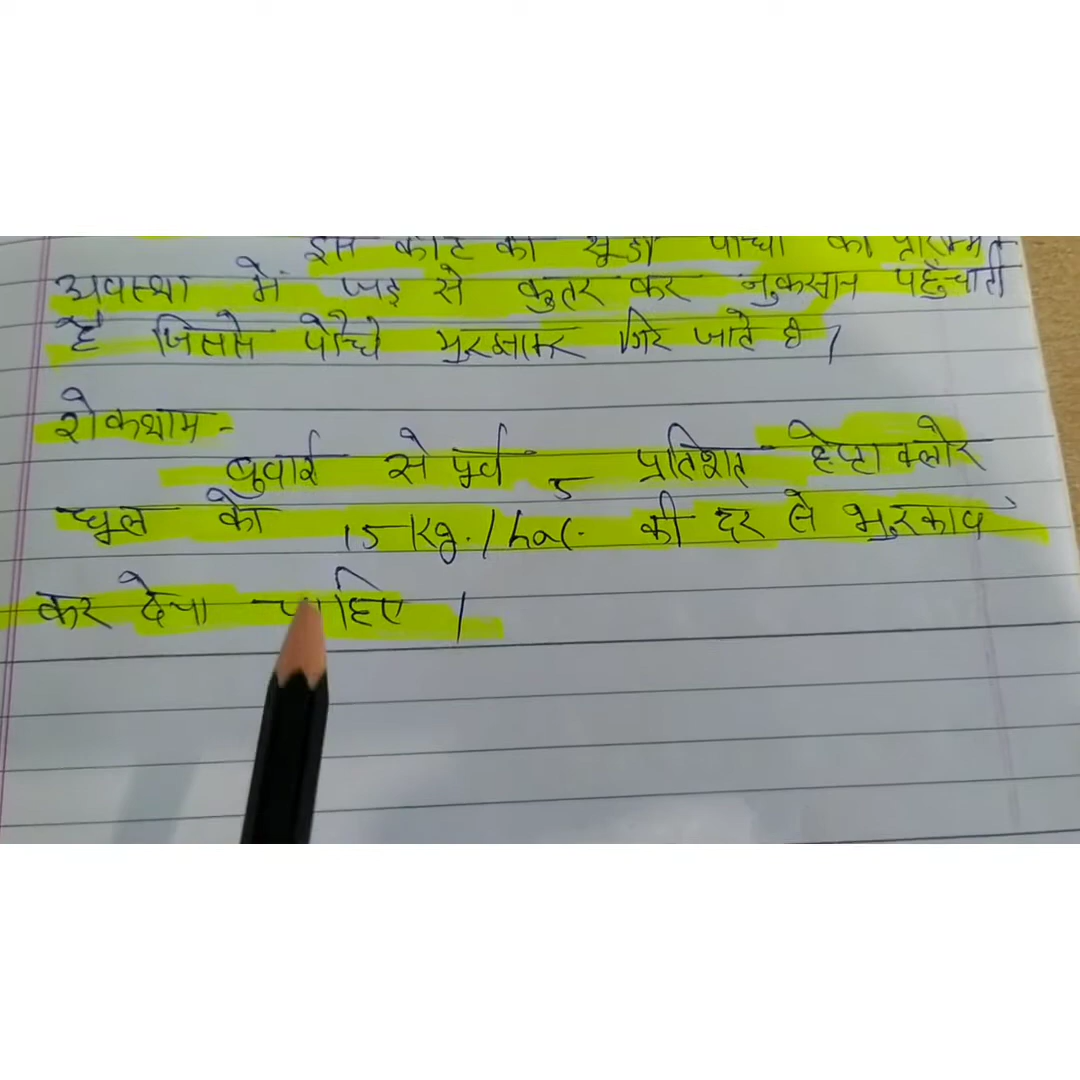 इस कीट की सूंडी पौधों की प्रारम्भिक
अवस्था में जड़ से कुतर कर नुकसान पहुँचाती
है जिससे पौधे मुरझाकर गिर जाते है।
रोकथाम -
बुवाई से पूर्व 5 प्रतिशत हेप्टाक्लोर
धूल को 15 Kg./hac. की दर से भुरकाव
कर देना चाहिए।